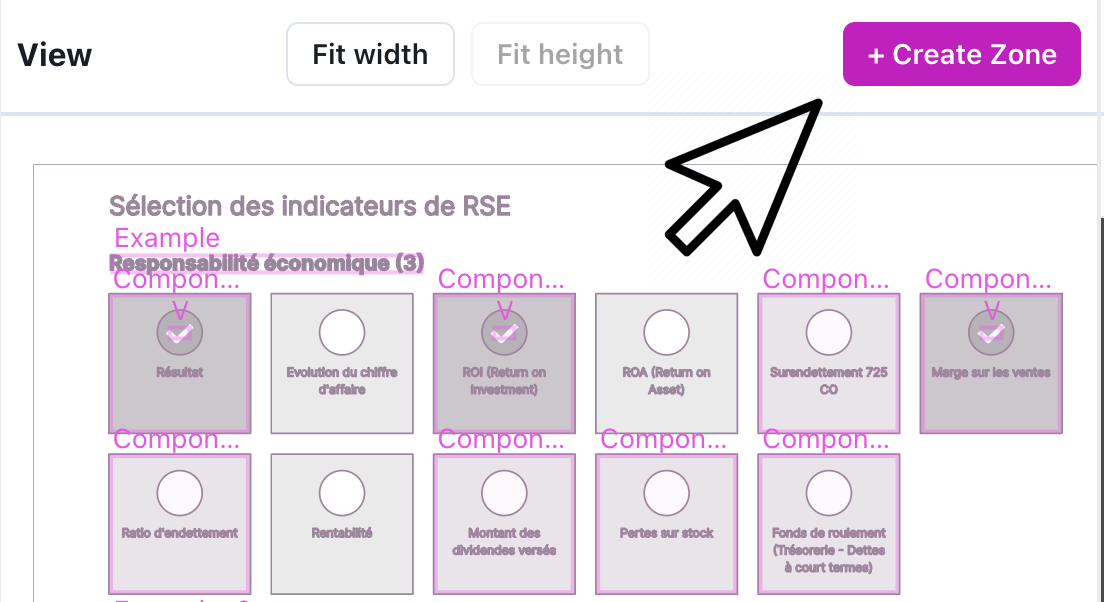 View
Fit width
Fit height
+ Create Zone
Sélection des indicateurs de RSE
Example
Responsabilité économique (3)
Compon...
Compon...
Compon...
Compon...
V
V
V
Résultat
Evolution du chiffre
d'affaire
ROI (Return on
Investment)
ROA (Return on
Asset)
Surendettement 725
CO
Marge sur les ventes
Compon...
Compon...
Compon...
Compon...
Ratio d'endettement
Rentabilité
Montant des
dividendes versés
Pertes sur stock
Fonds de roulement
(Trésorerie - Dettes
à court termes)